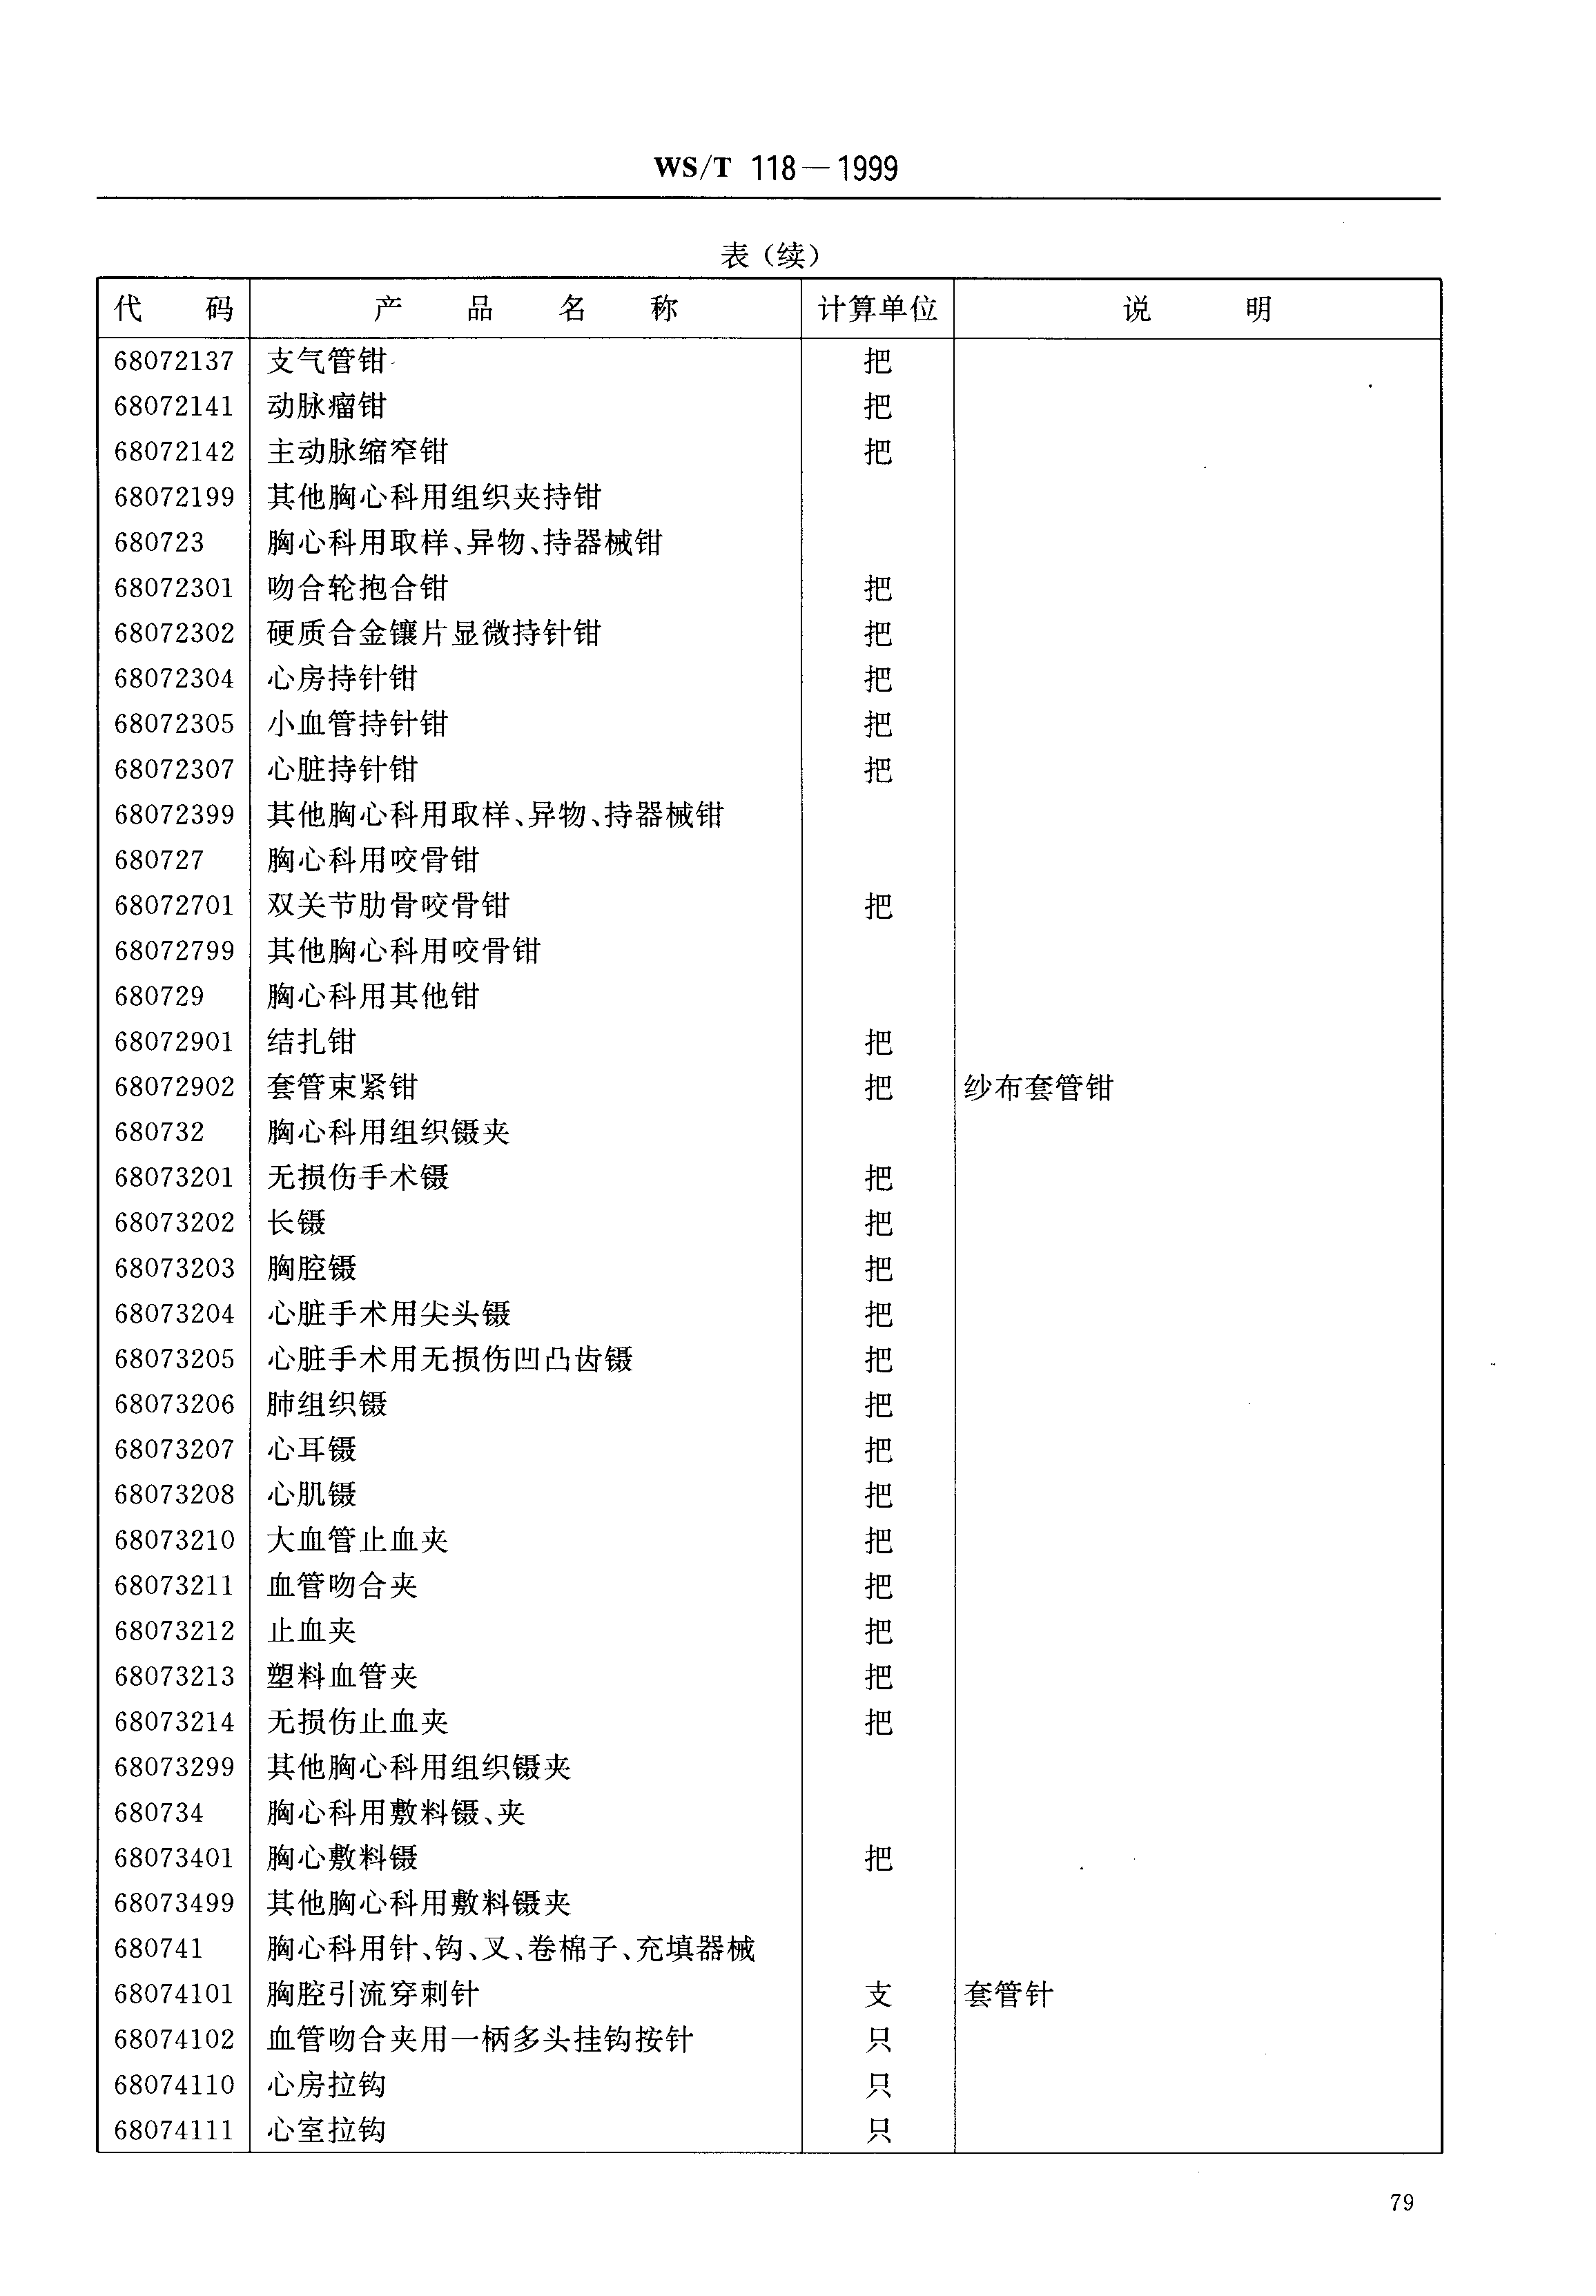 WS/T 118—1999
表（续）
代 码 产 品 名 称 计算单位 说 明
68072137 支气管钳 把
68072141 动脉瘤钳 把
68072142 主动脉缩窄钳 把
68072199 其他胸心科用组织夹持钳
680723 胸心科用取样、异物、持器械钳
68072301 吻合轮抱合钳 把
68072302 硬质合金镶片显微持针钳 把
68072304 心房持针钳 把
68072305 小血管持针钳 把
68072307 心脏持针钳 把
68072399 其他胸心科用取样、异物、持器械钳
680727 胸心科用咬骨钳
68072701 双关节肋骨咬骨钳 把
68072799 其他胸心科用咬骨钳
680729 胸心科用其他钳
68072901 结扎钳 把
68072902 套管束紧钳 把 纱布套管钳
680732 胸心科用组织镊夹
68073201 无损伤手术镊 把
68073202 长镊 把
68073203 胸腔镊 把
68073204 心脏手术用尖头镊 把
68073205 心脏手术用无损伤凹凸齿镊 把
68073206 肺组织镊 把
68073207 心耳镊 把
68073208 心肌镊 把
68073210 大血管止血夹 把
68073211 血管吻合夹 把
68073212 止血夹 把
68073213 塑料血管夹 把
68073214 无损伤止血夹 把
68073299 其他胸心科用组织镊夹
680734 胸心科用敷料镊、夹
68073401 胸心敷料镊 把
68073499 其他胸心科用敷料镊夹
680741 胸心科用针、钩、叉、卷棉子、充填器械
68074101 胸腔引流穿刺针 支 套管针
68074102 血管吻合夹用一柄多头挂钩按针 只
68074110 心房拉钩 只
68074111 心室拉钩 只
79